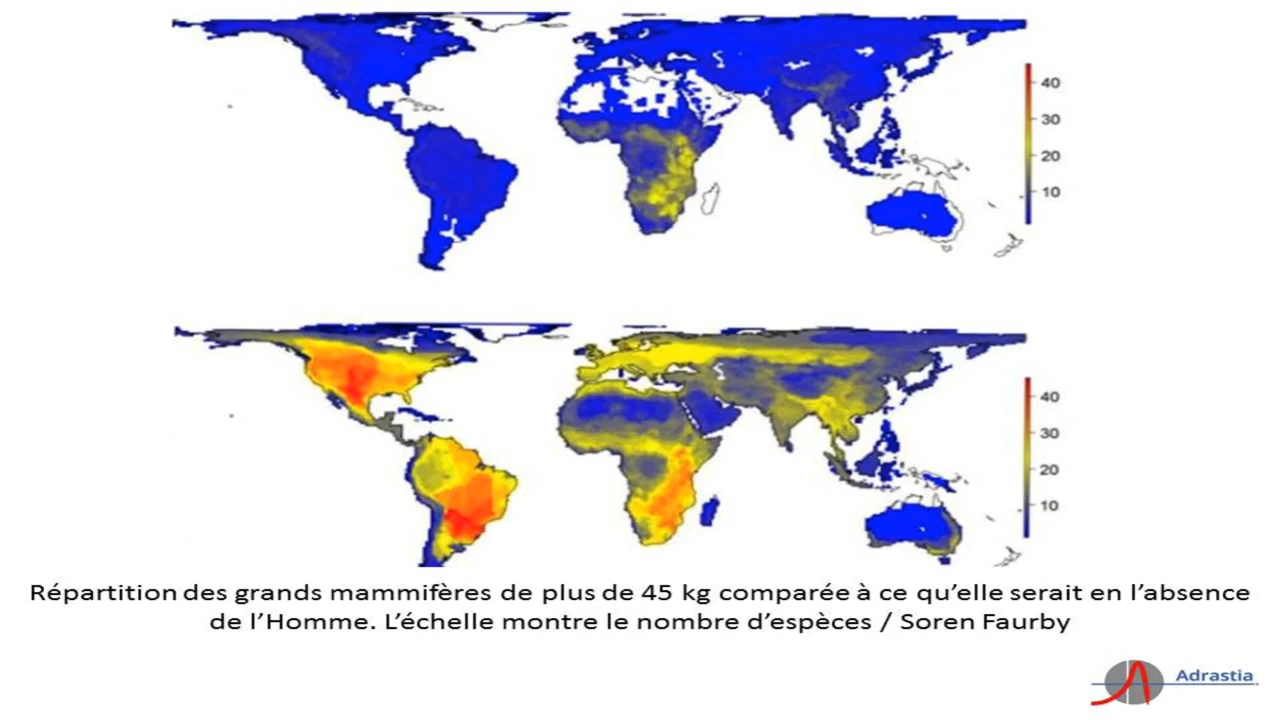 40
30
20
10
40
30
20
10
Répartition des grands mammifères de plus de 45 kg comparée à ce qu’elle serait en l’absence
de l’Homme. L’échelle montre le nombre d’espèces / Soren Faurby
Adrastia